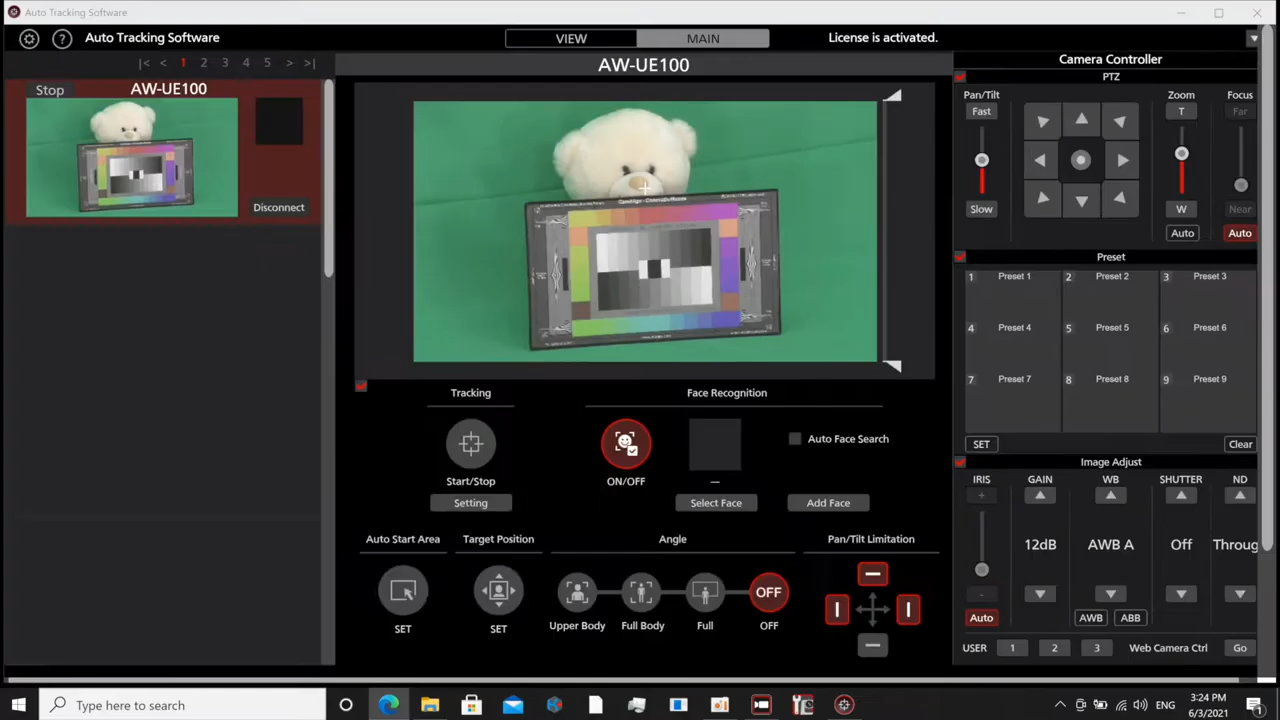 Auto Tracking Software
Auto Tracking Software
VIEW
MAIN
License is activated.
|< < 1 2 3 4 5 > >|
Stop
AW-UE100
Disconnect
AW-UE100
Tracking
Start/Stop
Setting
Face Recognition
ON/OFF
—
Select Face
Auto Face Search
Add Face
Auto Start Area
SET
Target Position
SET
Angle
OFF
Upper Body
Full Body
Full
OFF
Pan/Tilt Limitation
Camera Controller
PTZ
Pan/Tilt
Fast
Slow
Zoom
T
W
Auto
Focus
Far
Near
Auto
Preset
1 Preset 1
2 Preset 2
3 Preset 3
4 Preset 4
5 Preset 5
6 Preset 6
7 Preset 7
8 Preset 8
9 Preset 9
SET
Clear
Image Adjust
IRIS
+
-
Auto
GAIN
12dB
WB
AWB A
AWB
ABB
SHUTTER
Off
ND
Throug
USER 1 2 3
Web Camera Ctrl
Go
Type here to search
ENG
3:24 PM
6/3/2021
1